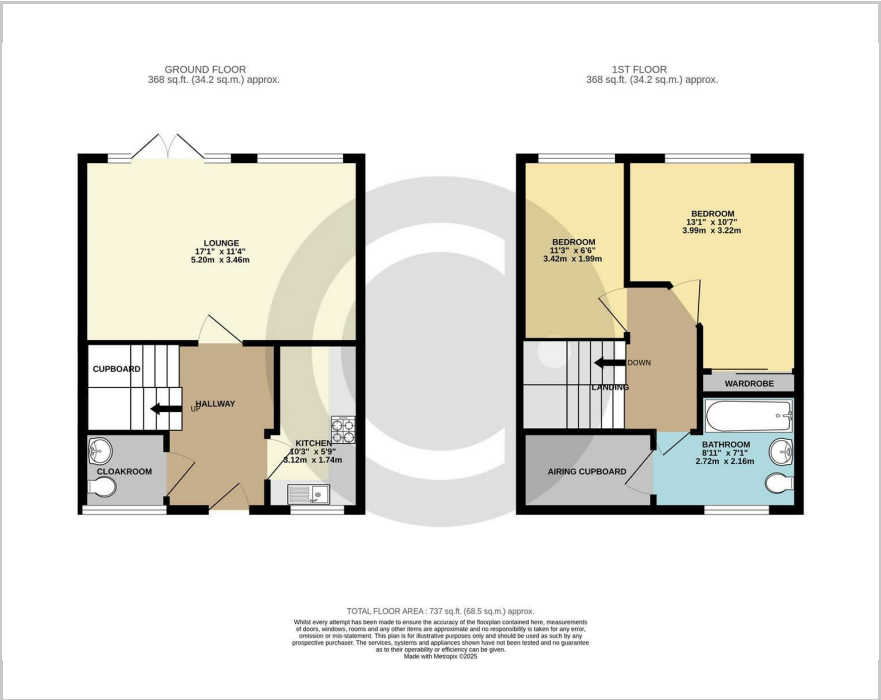 GROUND FLOOR
368 sq.ft. (34.2 sq.m.) approx.
1ST FLOOR
368 sq.ft. (34.2 sq.m.) approx.
LOUNGE
17'1" x 11'4"
5.20m x 3.46m
CUPBOARD
UP
HALLWAY
KITCHEN
10'3" x 5'9"
3.12m x 1.74m
CLOAKROOM
BEDROOM
11'3" x 6'6"
3.42m x 1.99m
BEDROOM
13'1" x 10'7"
3.99m x 3.22m
DOWN
LANDING
WARDROBE
BATHROOM
8'11" x 7'1"
2.72m x 2.16m
AIRING CUPBOARD
TOTAL FLOOR AREA : 737 sq.ft. (68.5 sq.m.) approx.
Whilst every attempt has been made to ensure the accuracy of the floorplan contained here, measurements
of doors, windows, rooms and any other items are approximate and no responsibility is taken for any error,
omission or mis-statement. This plan is for illustrative purposes only and should be used as such by any
prospective purchaser. The services, systems and appliances shown have not been tested and no guarantee
as to their operability or efficiency can be given.
Made with Metropix ©2025